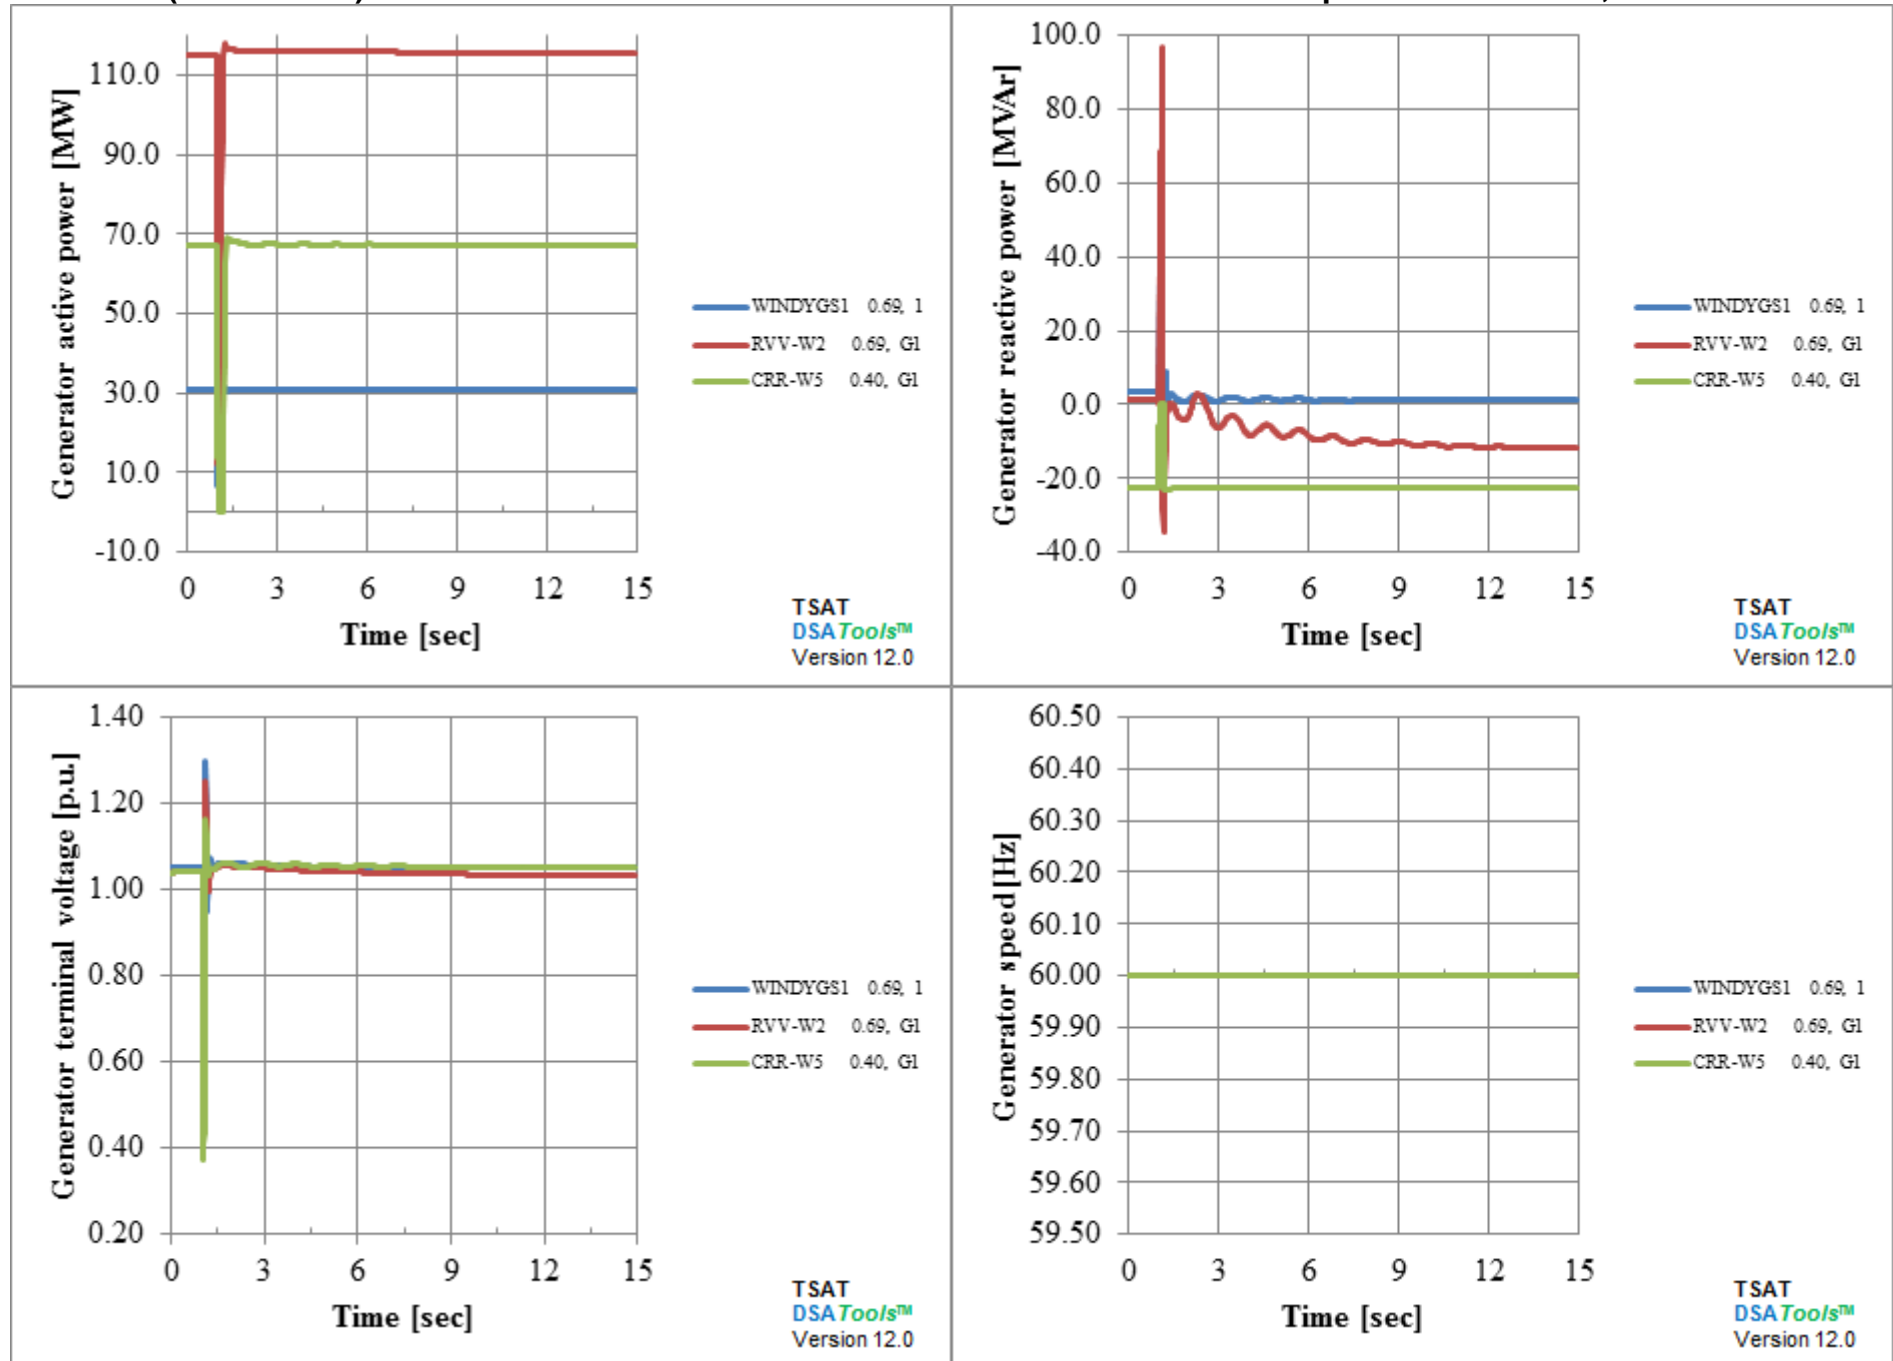 Generator active power [MW]
110.0
90.0
70.0
50.0
30.0
10.0
-10.0
0 3 6 9 12 15
Time [sec]
WINDYGS1 0.69, 1
RVV-W2 0.69, G1
CRR-W5 0.40, G1
TSAT
DSATools™
Version 12.0
Generator reactive power [MVAr]
100.0
80.0
60.0
40.0
20.0
0.0
-20.0
-40.0
0 3 6 9 12 15
Time [sec]
WINDYGS1 0.69, 1
RVV-W2 0.69, G1
CRR-W5 0.40, G1
TSAT
DSATools™
Version 12.0
Generator terminal voltage [p.u.]
1.40
1.20
1.00
0.80
0.60
0.40
0.20
0 3 6 9 12 15
Time [sec]
WINDYGS1 0.69, 1
RVV-W2 0.69, G1
CRR-W5 0.40, G1
TSAT
DSATools™
Version 12.0
Generator speed[Hz]
60.50
60.40
60.30
60.20
60.10
60.00
59.90
59.80
59.70
59.60
59.50
0 3 6 9 12 15
Time [sec]
WINDYGS1 0.69, 1
RVV-W2 0.69, G1
CRR-W5 0.40, G1
TSAT
DSATools™
Version 12.0